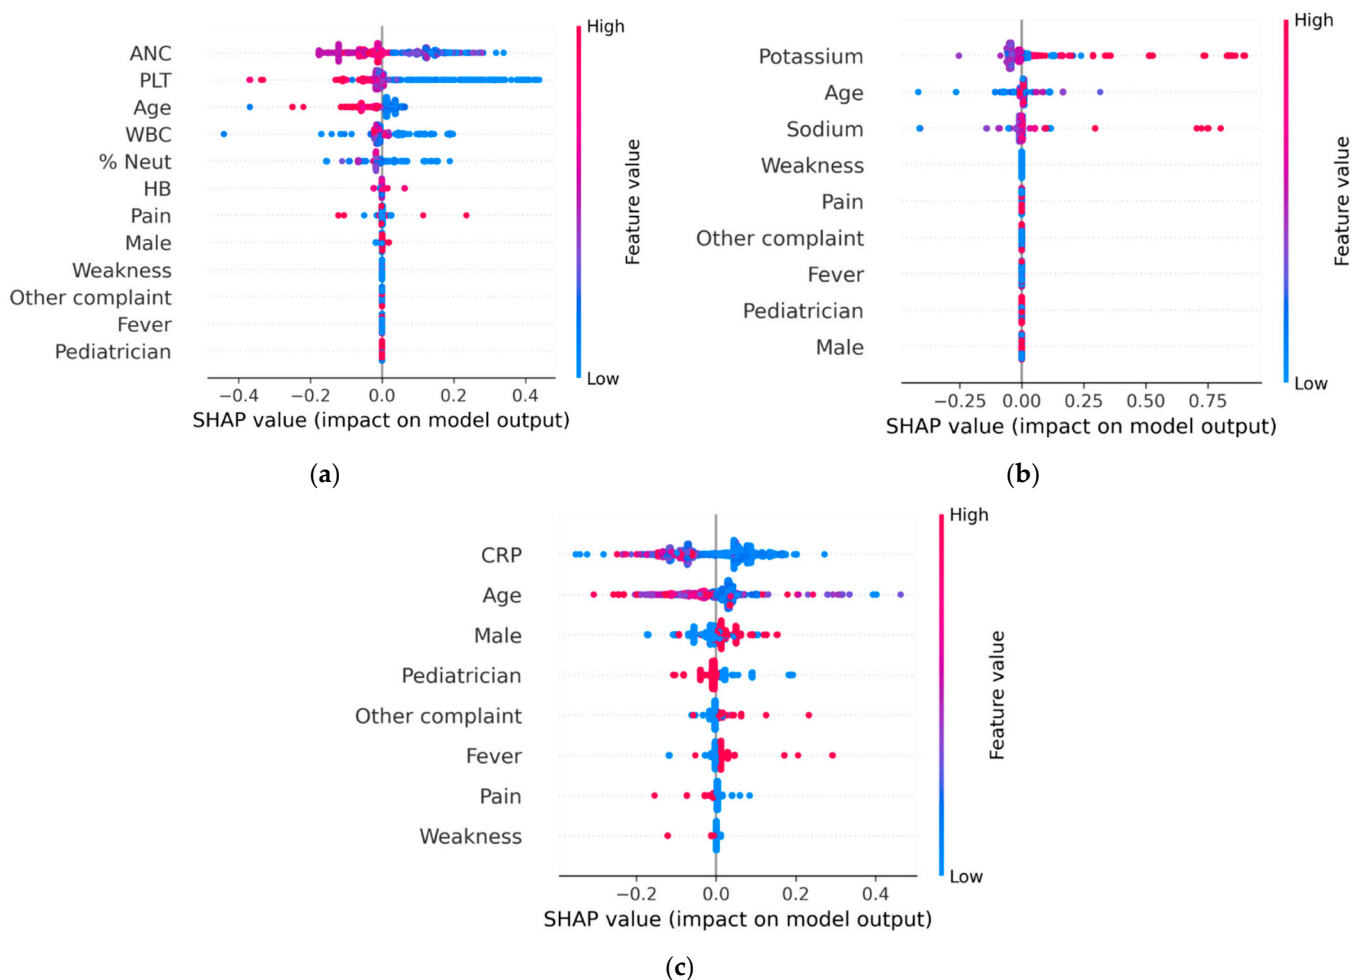 ANC
PLT
Age
WBC
% Neut
HB
Pain
Male
Weakness
Other complaint
Fever
Pediatrician
−0.4 −0.2 0.0 0.2 0.4
SHAP value (impact on model output)
High
Feature value
Low
(a)
Potassium
Age
Sodium
Weakness
Pain
Other complaint
Fever
Pediatrician
Male
−0.25 0.00 0.25 0.50 0.75
SHAP value (impact on model output)
High
Feature value
Low
(b)
CRP
Age
Male
Pediatrician
Other complaint
Fever
Pain
Weakness
−0.2 0.0 0.2 0.4
SHAP value (impact on model output)
High
Feature value
Low
(c)